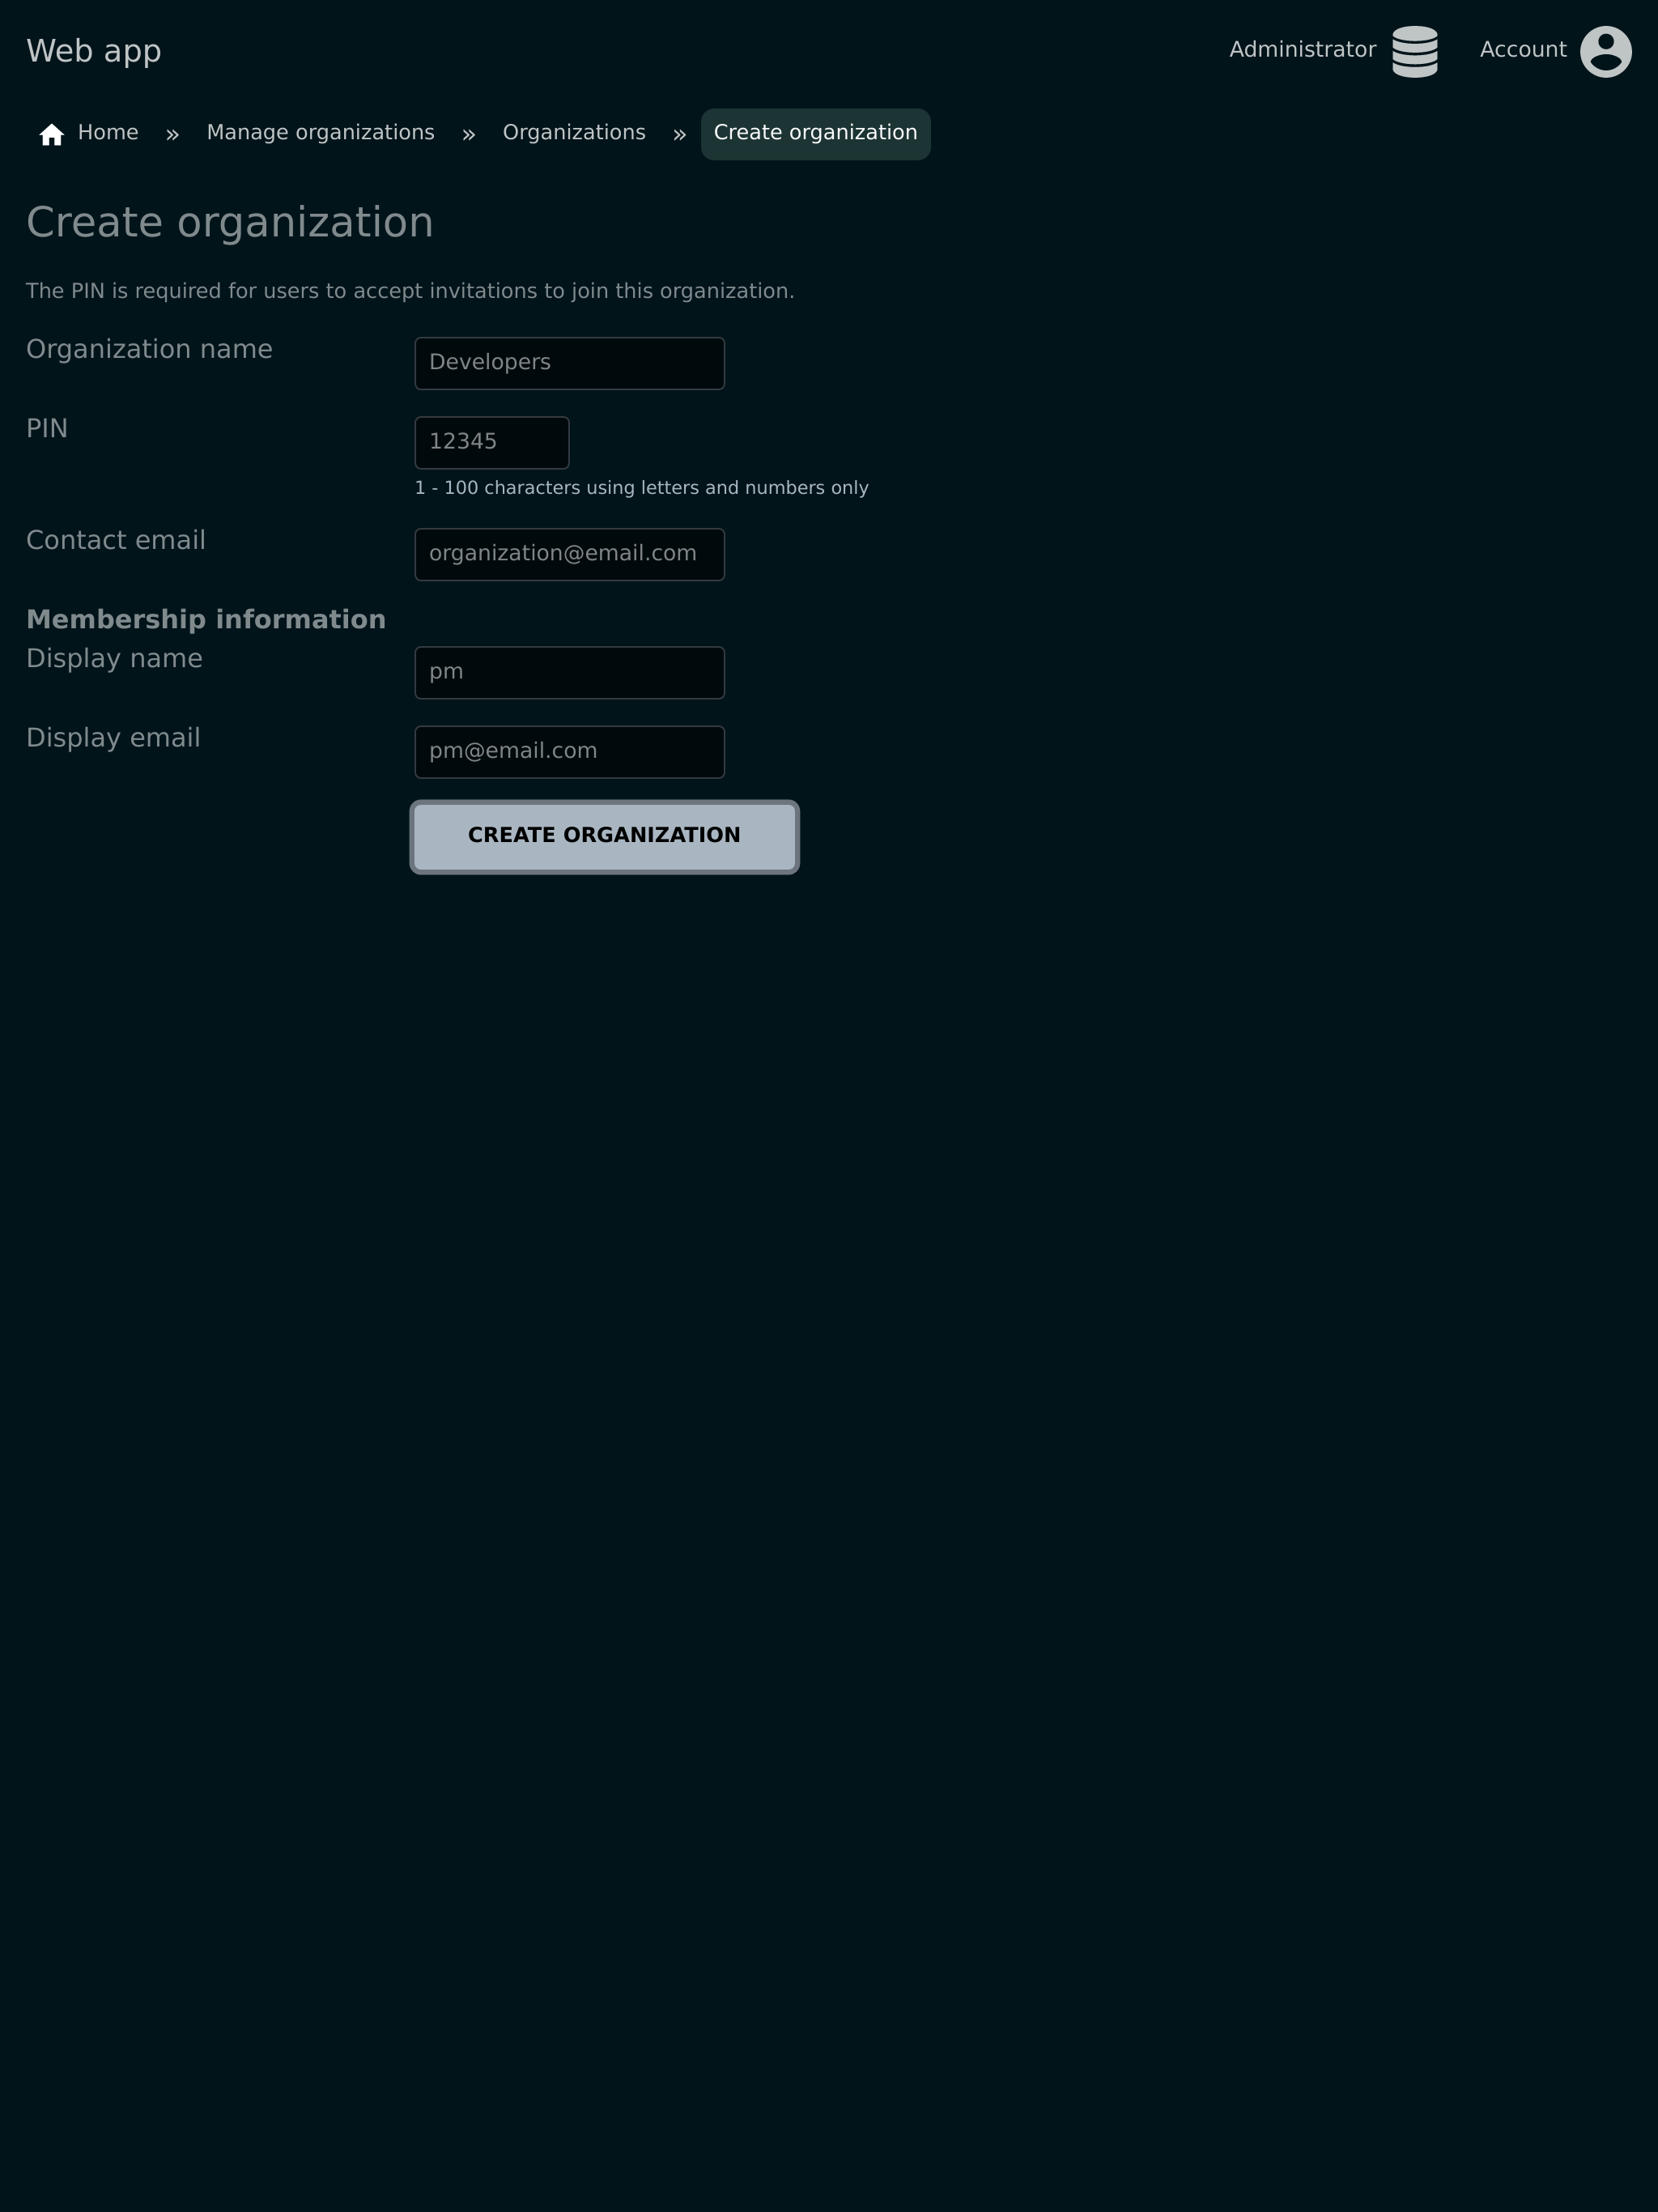 Web app
Administrator
Account
Home » Manage organizations » Organizations » Create organization
Create organization
The PIN is required for users to accept invitations to join this organization.
Organization name
Developers
PIN
12345
1 - 100 characters using letters and numbers only
Contact email
organization@email.com
Membership information
Display name
pm
Display email
pm@email.com
CREATE ORGANIZATION